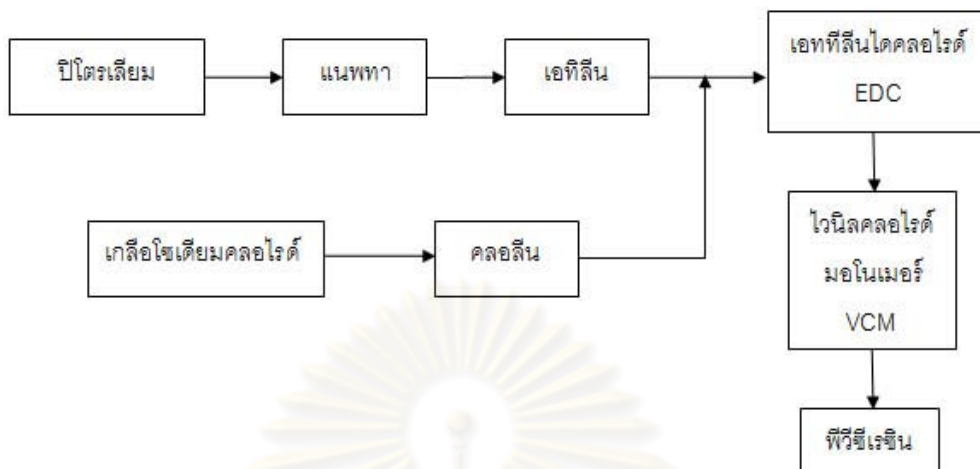 ปิโตรเลียม
แนพทา
เอทิลีน
เอททีลีนไดคลอไรด์
EDC
เกลือโซเดียมคลอไรด์
คลอลีน
ไวนิลคลอไรด์
มอโนเมอร์
VCM
พีวีซีเรซิน